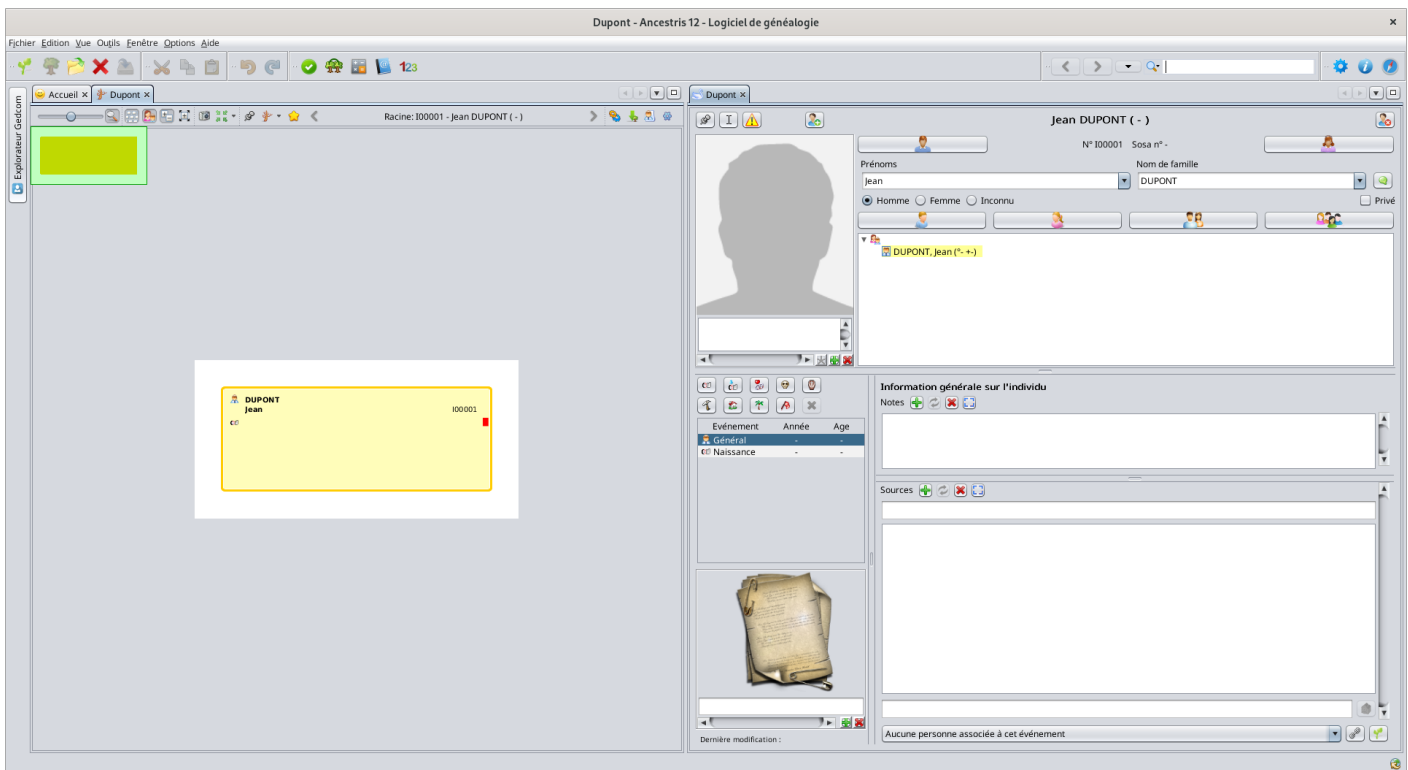 Dupont - Ancestris 12 - Logiciel de généalogie
Fichier Edition Vue Outils Fenêtre Options Aide
123
Explorateur Gedcom
Accueil
Dupont
Racine: I00001 - Jean DUPONT ( - )
DUPONT
Jean
I00001
Dupont
Jean DUPONT ( - )
N° I00001 Sosa n° -
Prénoms
Nom de famille
Jean
DUPONT
Homme Femme Inconnu
Privé
DUPONT, Jean (°- +-)
Evénement Année Age
Général - -
Naissance - -
Dernière modification :
Information générale sur l'individu
Notes
Sources
Aucune personne associée à cet événement